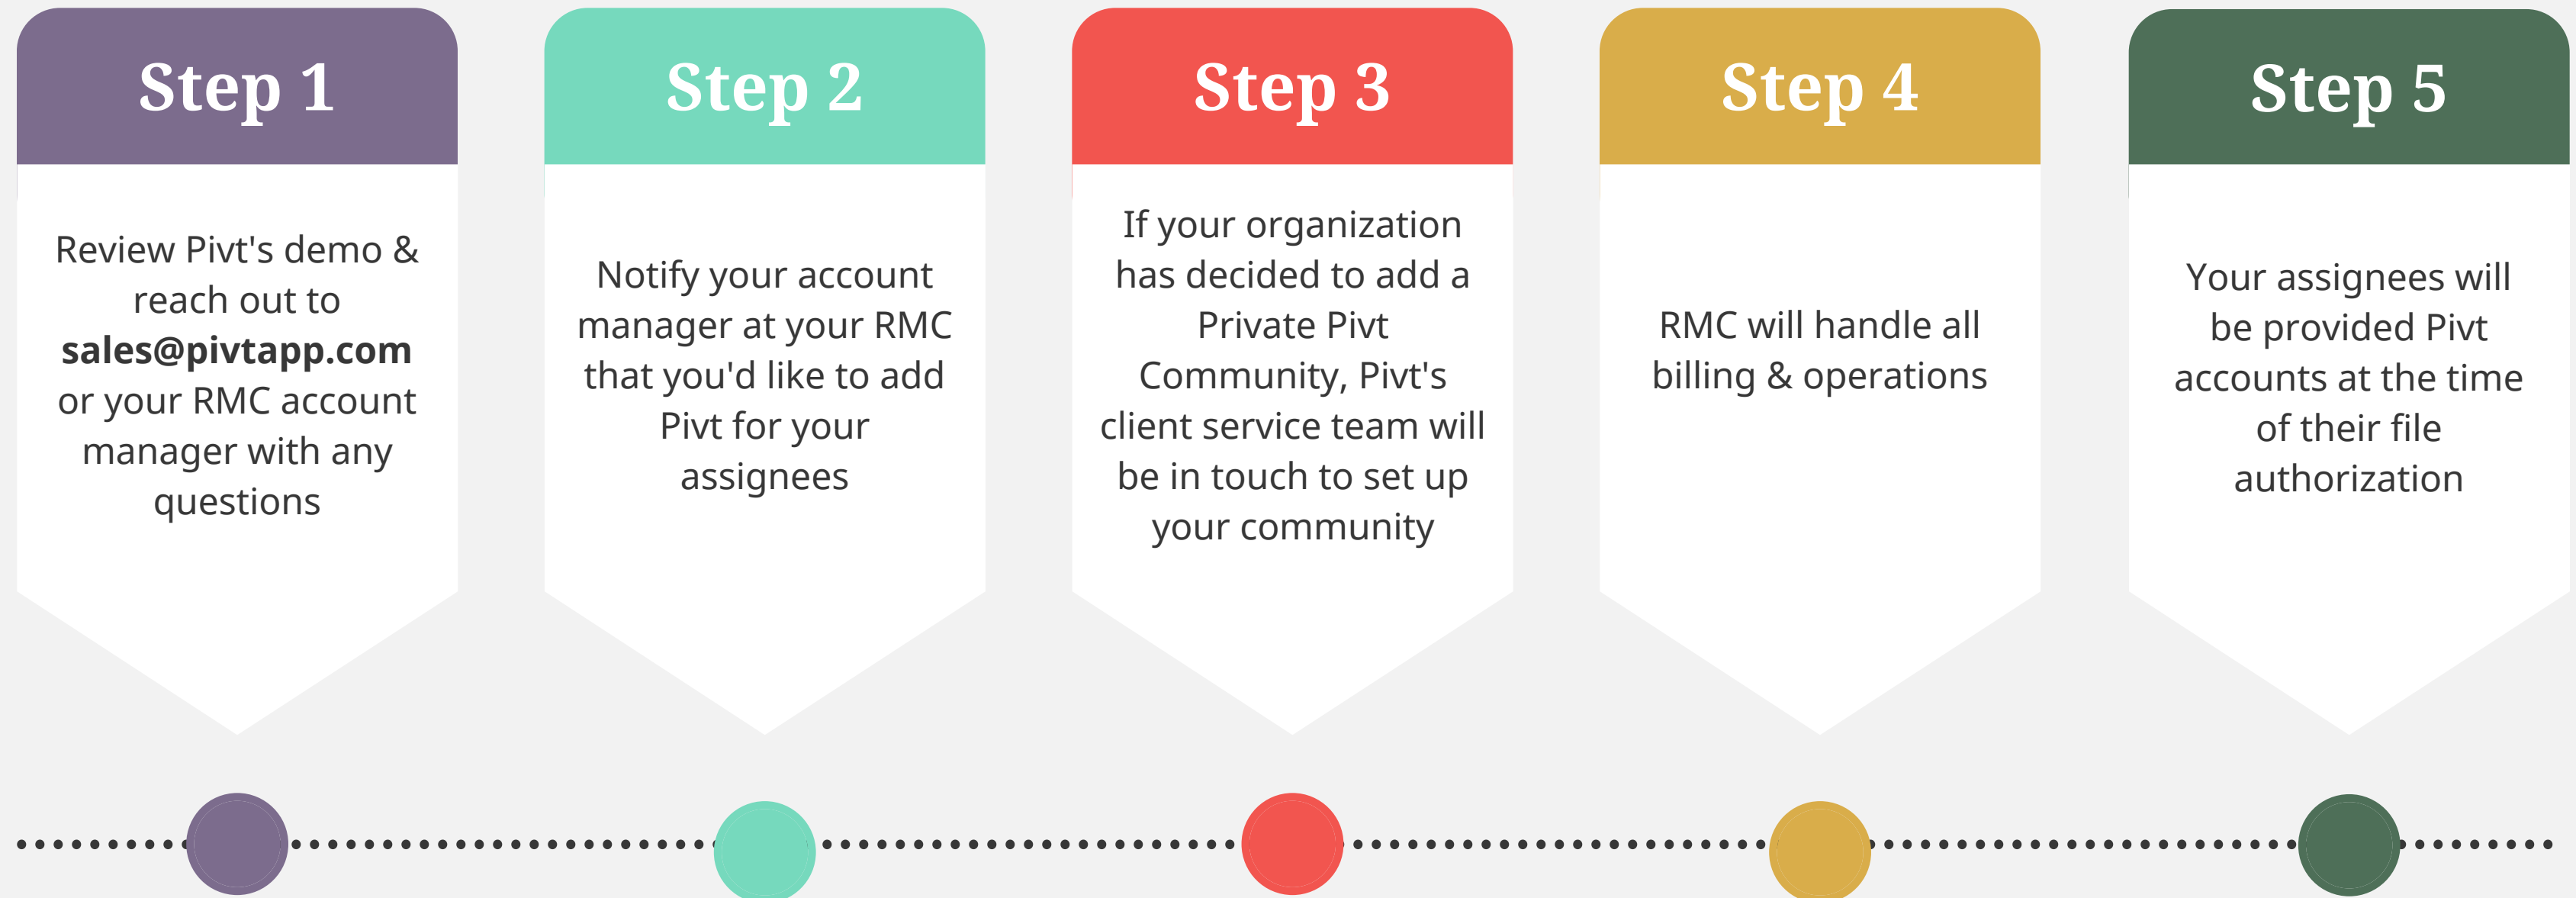 Step 1
Review Pivt's demo &
reach out to
sales@pivtapp.com
or your RMC account
manager with any
questions
Step 2
Notify your account
manager at your RMC
that you'd like to add
Pivt for your
assignees
Step 3
If your organization
has decided to add a
Private Pivt
Community, Pivt's
client service team will
be in touch to set up
your community
Step 4
RMC will handle all
billing & operations
Step 5
Your assignees will
be provided Pivt
accounts at the time
of their file
authorization